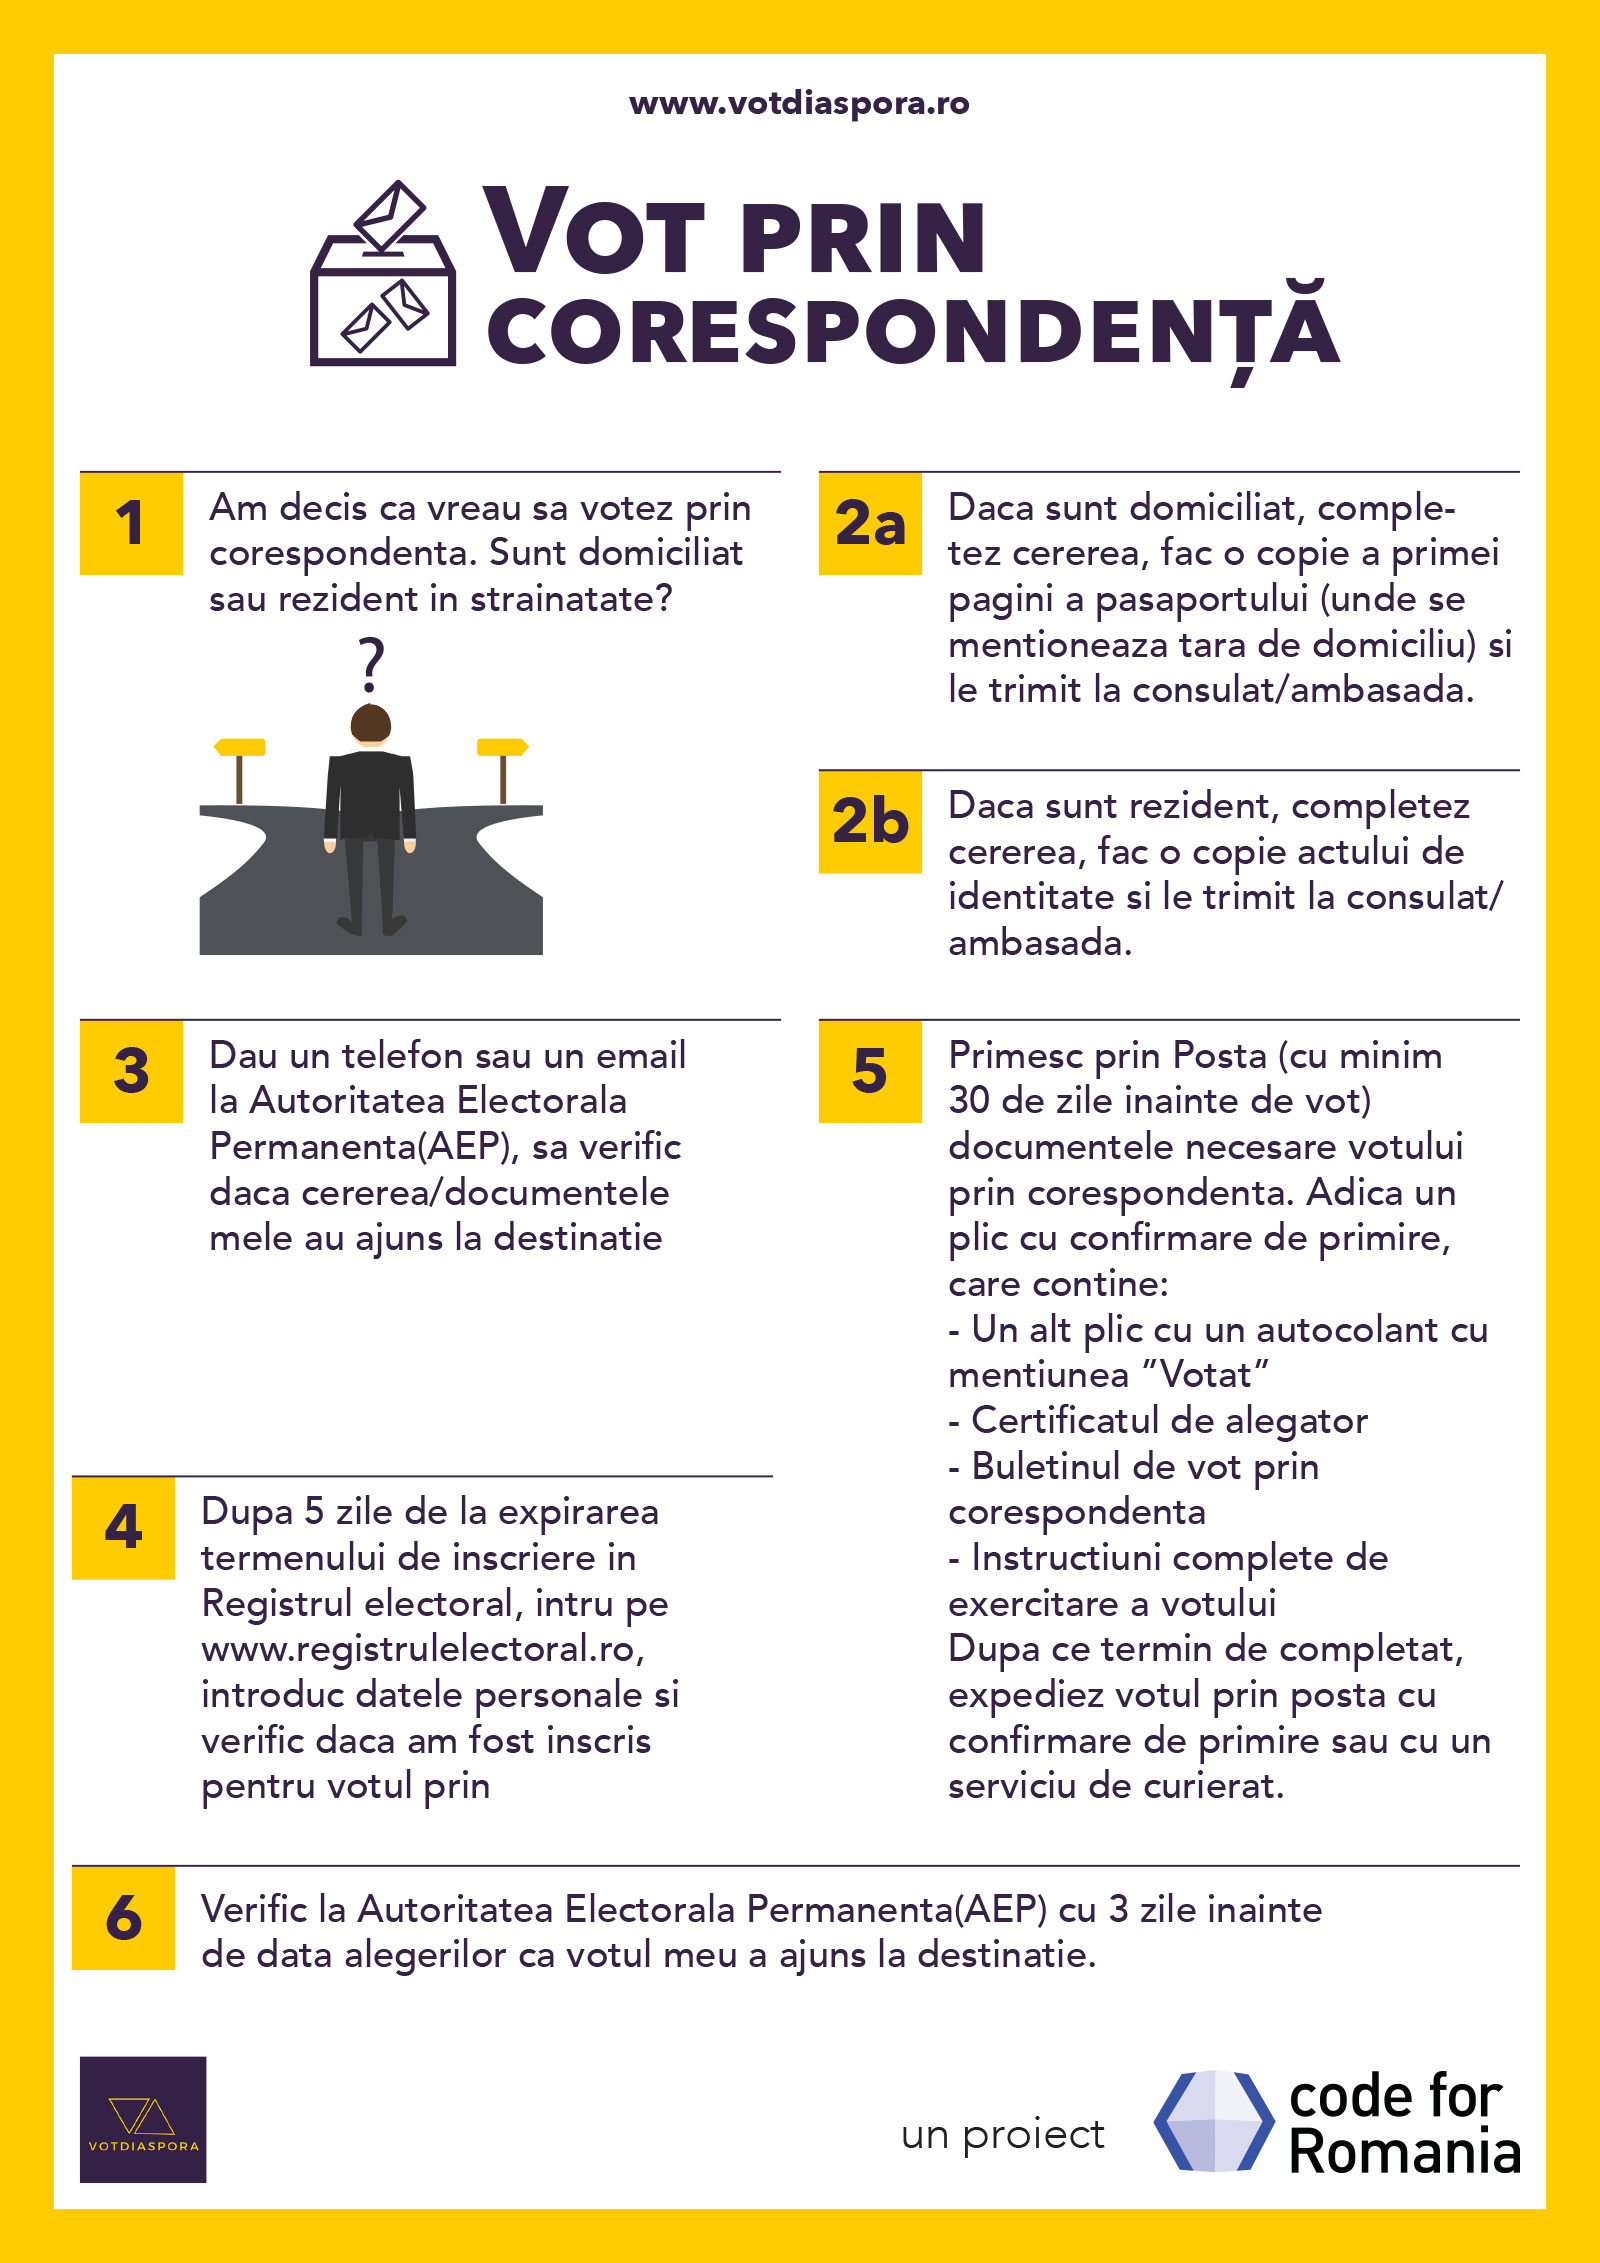 www.votdiaspora.ro
VOT PRIN
CORESPONDENȚĂ
1
Am decis ca vreau sa votez prin
corespondenta. Sunt domiciliat
sau rezident in strainatate?
?
2a
Daca sunt domiciliat, comple-
tez cererea, fac o copie a primei
pagini a pasaportului (unde se
mentioneaza tara de domiciliu) si
le trimit la consulat/ambasada.
2b
Daca sunt rezident, completez
cererea, fac o copie actului de
identitate si le trimit la consulat/
ambasada.
3
Dau un telefon sau un email
la Autoritatea Electorala
Permanenta(AEP), sa verific
daca cererea/documentele
mele au ajuns la destinatie
4
Dupa 5 zile de la expirarea
termenului de inscriere in
Registrul electoral, intru pe
www.registrulelectoral.ro,
introduc datele personale si
verific daca am fost inscris
pentru votul prin
5
Primesc prin Posta (cu minim
30 de zile inainte de vot)
documentele necesare votului
prin corespondenta. Adica un
plic cu confirmare de primire,
care contine:
- Un alt plic cu un autocolant cu
mentiunea ”Votat”
- Certificatul de alegator
- Buletinul de vot prin
corespondenta
- Instructiuni complete de
exercitare a votului
Dupa ce termin de completat,
expediez votul prin posta cu
confirmare de primire sau cu un
serviciu de curierat.
6
Verific la Autoritatea Electorala Permanenta(AEP) cu 3 zile inainte
de data alegerilor ca votul meu a ajuns la destinatie.
VOTDIASPORA
un proiect
code for
Romania